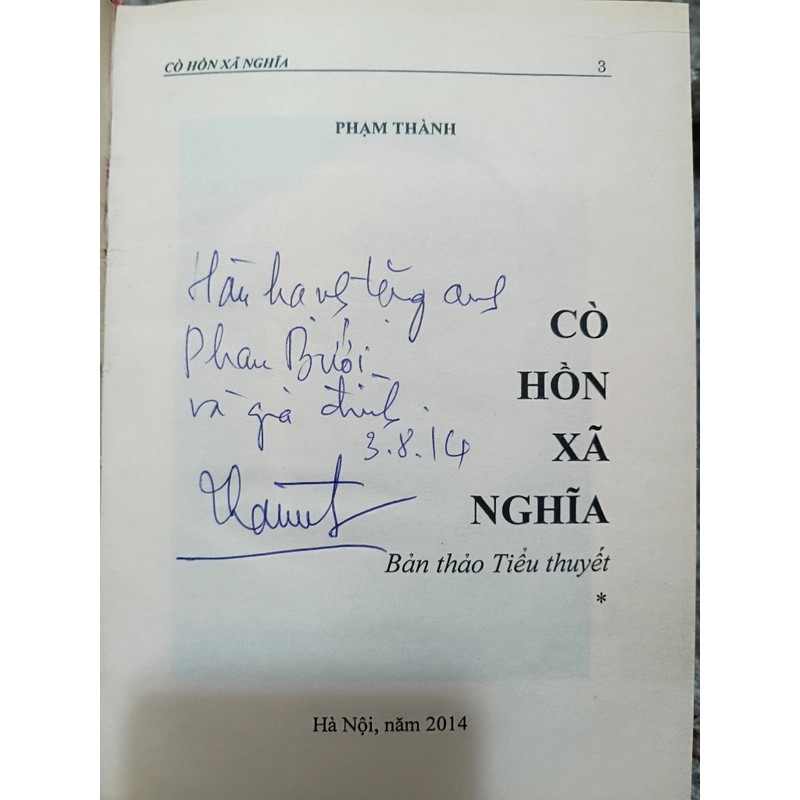 CÒ HỒN XÃ NGHĨA 3
PHẠM THÀNH
Hân hạnh tặng anh
Phan Bưởi
và gia đình.
3.8.14
CÒ
HỒN
XÃ
NGHĨA
Bản thảo Tiểu thuyết
*
Hà Nội, năm 2014